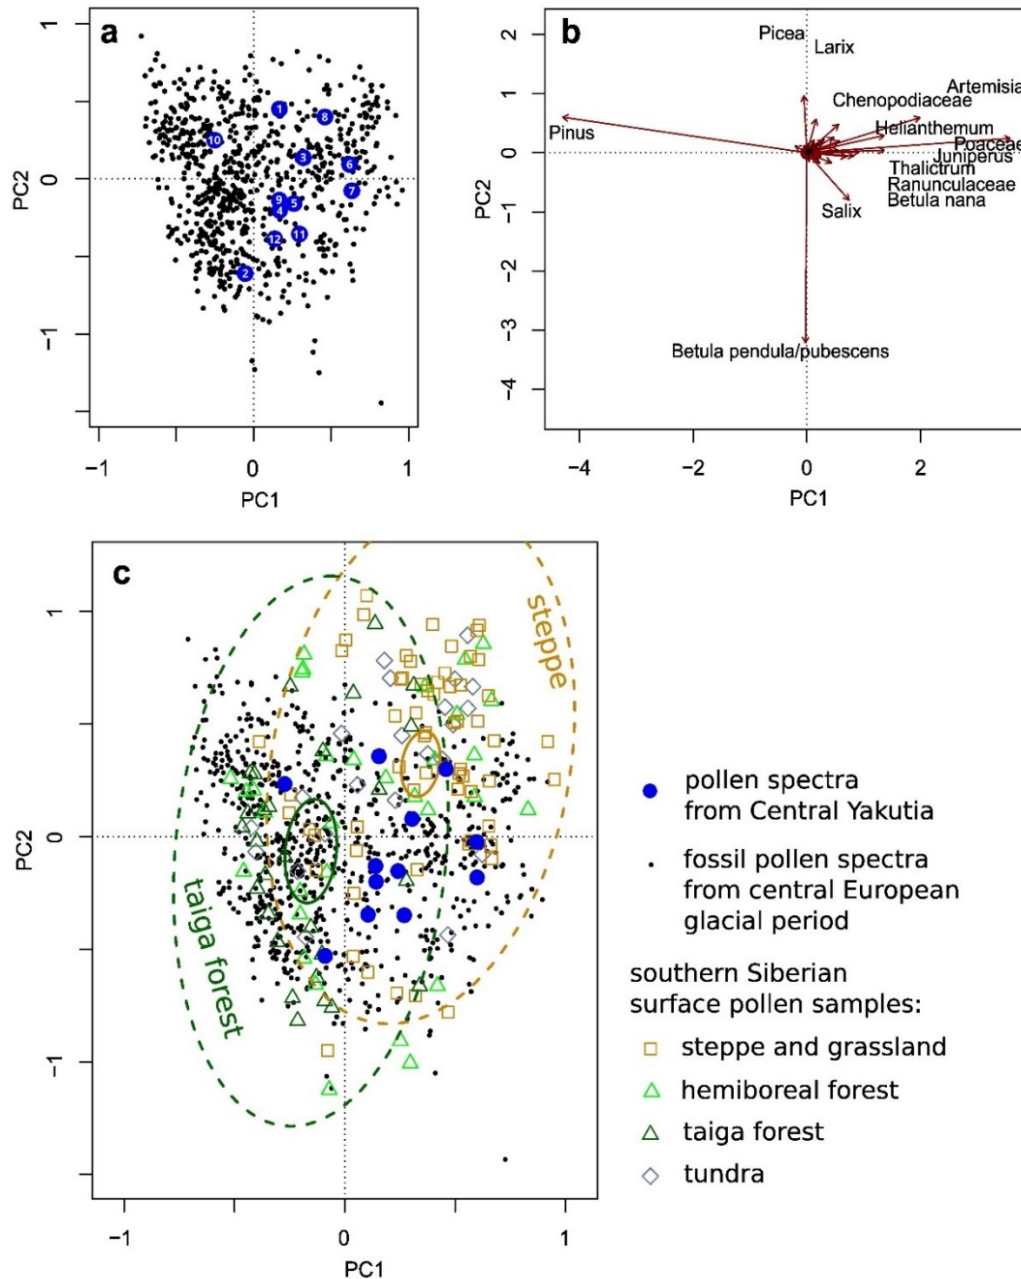 a
1
0
−1
PC2
1
8
10
3
6
7
9
5
4
12
11
2
−1
0
1
PC1
b
2
1
0
−1
−2
−3
−4
PC2
Picea
Larix
Artemisia
Chenopodiaceae
Pinus
Helianthemum
Poaceae
Juniperus
Thalictrum
Ranunculaceae
Betula nana
Salix
Betula pendula/pubescens
−4
−2
0
2
PC1
c
1
0
−1
PC2
steppe
taiga forest
−1
0
1
PC1
pollen spectra
from Central Yakutia
fossil pollen spectra
from central European
glacial period
southern Siberian
surface pollen samples:
steppe and grassland
hemiboreal forest
taiga forest
tundra